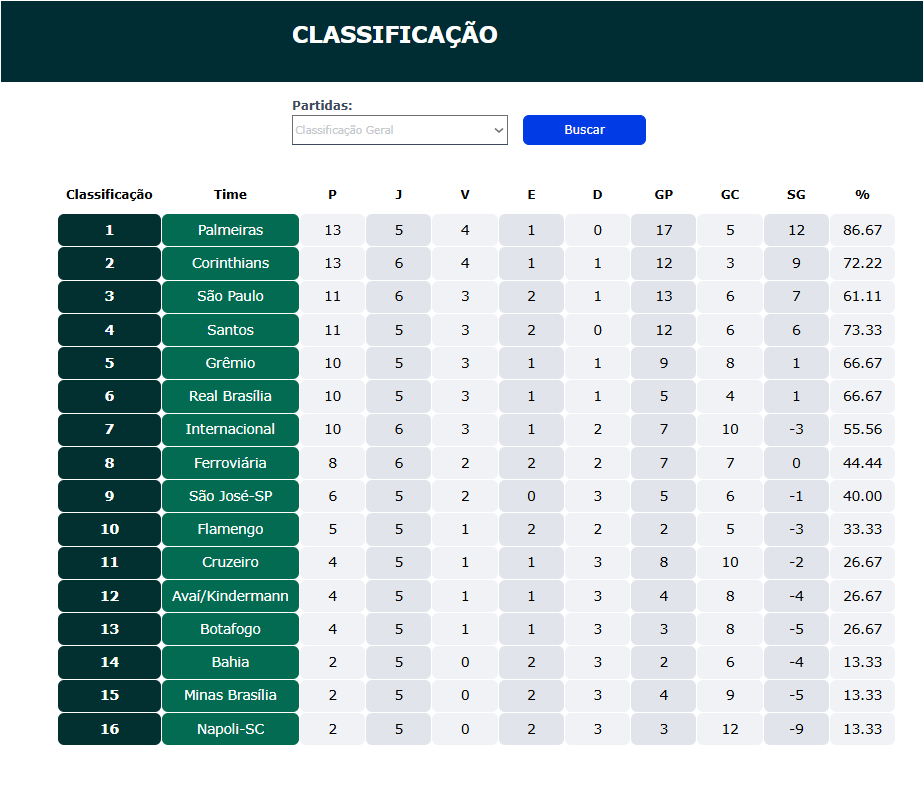 CLASSIFICAÇÃO
Partidas:
Classificação Geral Buscar
Classificação Time P J V E D GP GC SG %
1 Palmeiras 13 5 4 1 0 17 5 12 86.67
2 Corinthians 13 6 4 1 1 12 3 9 72.22
3 São Paulo 11 6 3 2 1 13 6 7 61.11
4 Santos 11 5 3 2 0 12 6 6 73.33
5 Grêmio 10 5 3 1 1 9 8 1 66.67
6 Real Brasília 10 5 3 1 1 5 4 1 66.67
7 Internacional 10 6 3 1 2 7 10 -3 55.56
8 Ferroviária 8 6 2 2 2 7 7 0 44.44
9 São José-SP 6 5 2 0 3 5 6 -1 40.00
10 Flamengo 5 5 1 2 2 2 5 -3 33.33
11 Cruzeiro 4 5 1 1 3 8 10 -2 26.67
12 Avaí/Kindermann 4 5 1 1 3 4 8 -4 26.67
13 Botafogo 4 5 1 1 3 3 8 -5 26.67
14 Bahia 2 5 0 2 3 2 6 -4 13.33
15 Minas Brasília 2 5 0 2 3 4 9 -5 13.33
16 Napoli-SC 2 5 0 2 3 3 12 -9 13.33